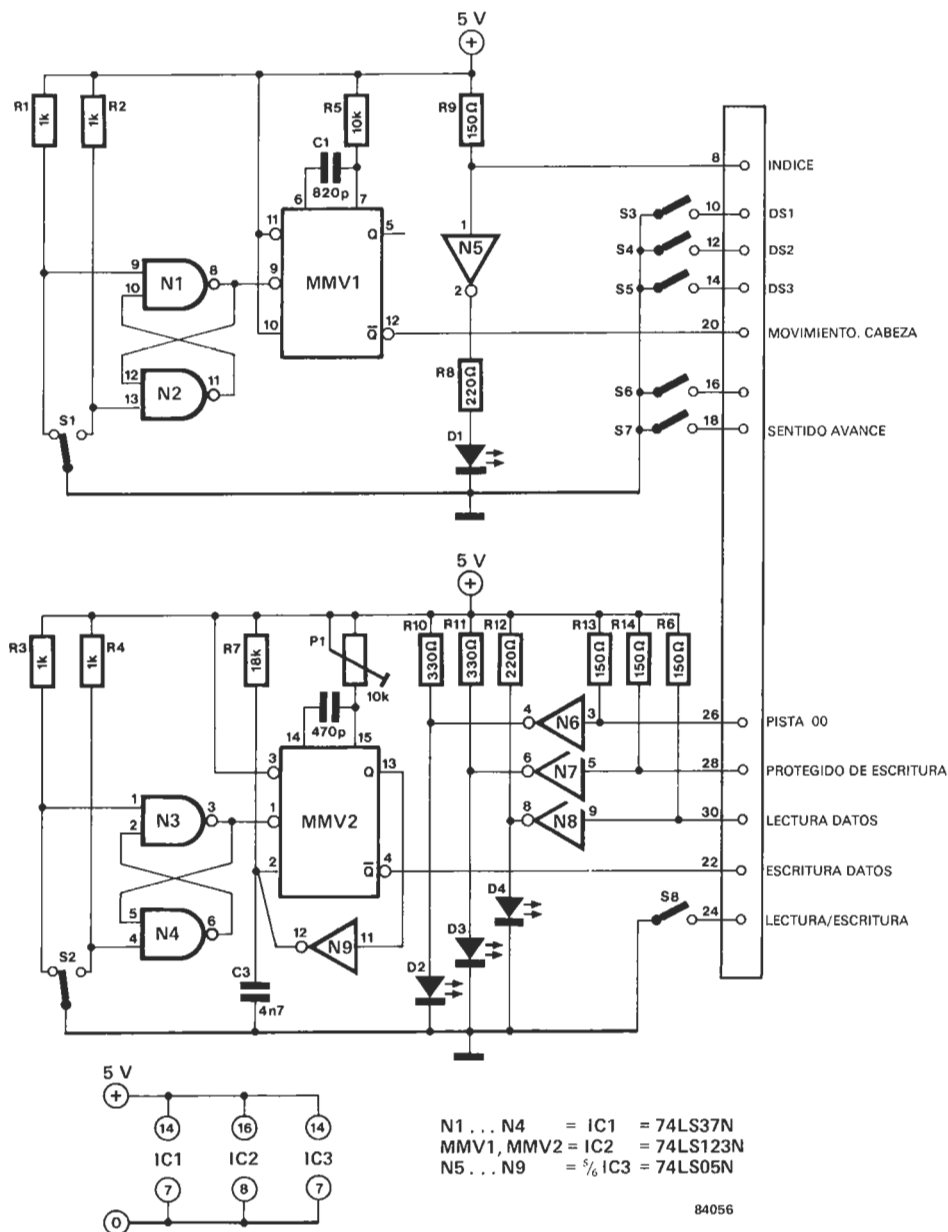 5 V
+
R1
1k
R2
1k
R5
10k
R9
150Ω
C1
820p
8
INDICE
6
7
11
Q
5
1
S3
10
DS1
N5
S4
12
DS2
9
N1
8
9
MMV1
2
S5
14
DS3
10
10
Q̅
12
20
MOVIMIENTO. CABEZA
12
N2
11
13
R8
220Ω
S6
16
S1
D1
S7
18
SENTIDO AVANCE
5 V
+
R3
1k
R4
1k
R7
18k
P1
10k
R10
330Ω
R11
330Ω
R12
220Ω
R13
150Ω
R14
150Ω
R6
150Ω
470p
14
15
4
N6
3
26
PISTA 00
3
Q
13
6
N7
5
28
PROTEGIDO DE ESCRITURA
1
N3
3
1
MMV2
8
N8
9
30
LECTURA DATOS
2
2
Q̅
4
22
ESCRITURA DATOS
5
N4
6
4
D4
S8
24
LECTURA/ESCRITURA
12
N9
11
D3
S2
C3
4n7
D2
5 V
+
14
16
14
IC1
IC2
IC3
7
8
7
0
N1 ... N4 = IC1 = 74LS37N
MMV1, MMV2 = IC2 = 74LS123N
N5 ... N9 = 5/6 IC3 = 74LS05N
84056